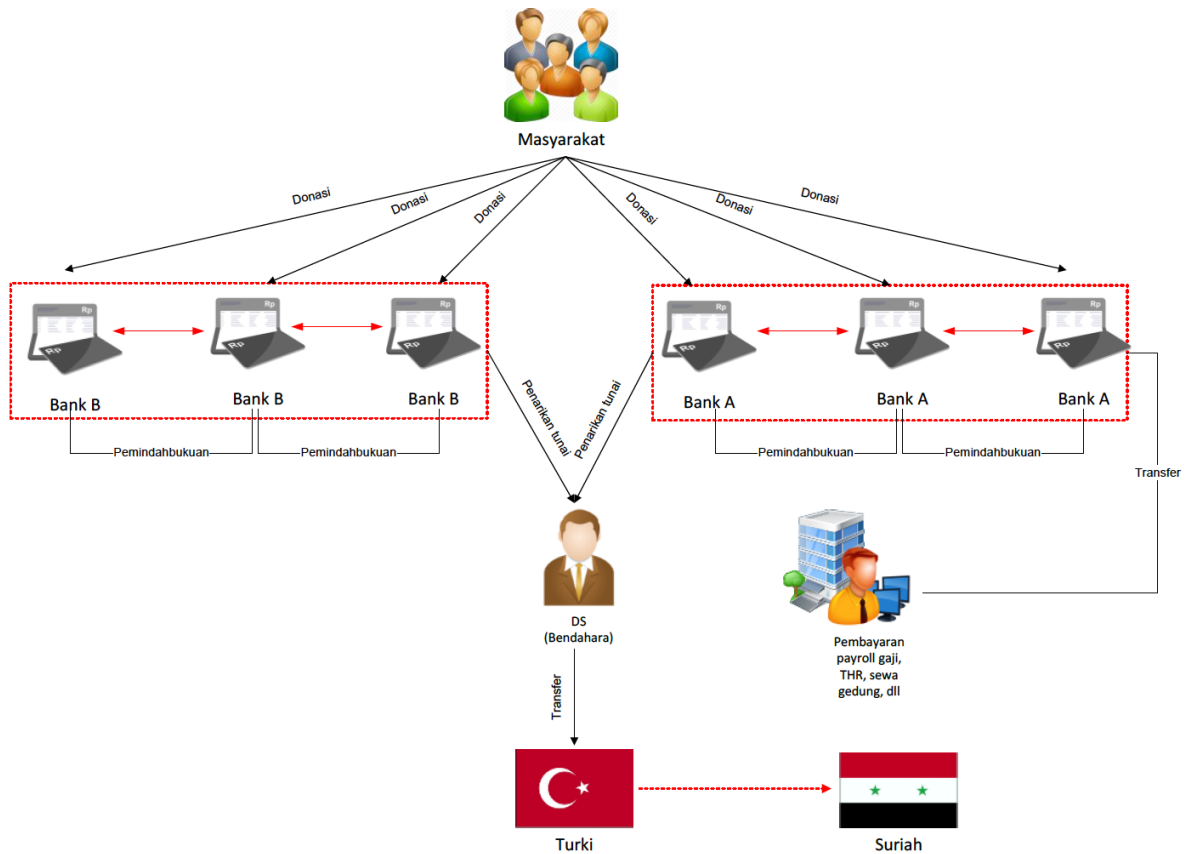 Masyarakat
Donasi
Donasi
Donasi
Donasi
Donasi
Donasi
Rp
Rp
Rp
Rp
Rp
Rp
Rp
Rp
Rp
Rp
Rp
Rp
Bank B
Bank B
Bank B
Bank A
Bank A
Bank A
Penarikan tunai
Penarikan tunai
Pemindahbukuan
Pemindahbukuan
Pemindahbukuan
Pemindahbukuan
Transfer
DS
(Bendahara)
Pembayaran
payroll gaji,
THR, sewa
gedung, dll
Transfer
Turki
Suriah